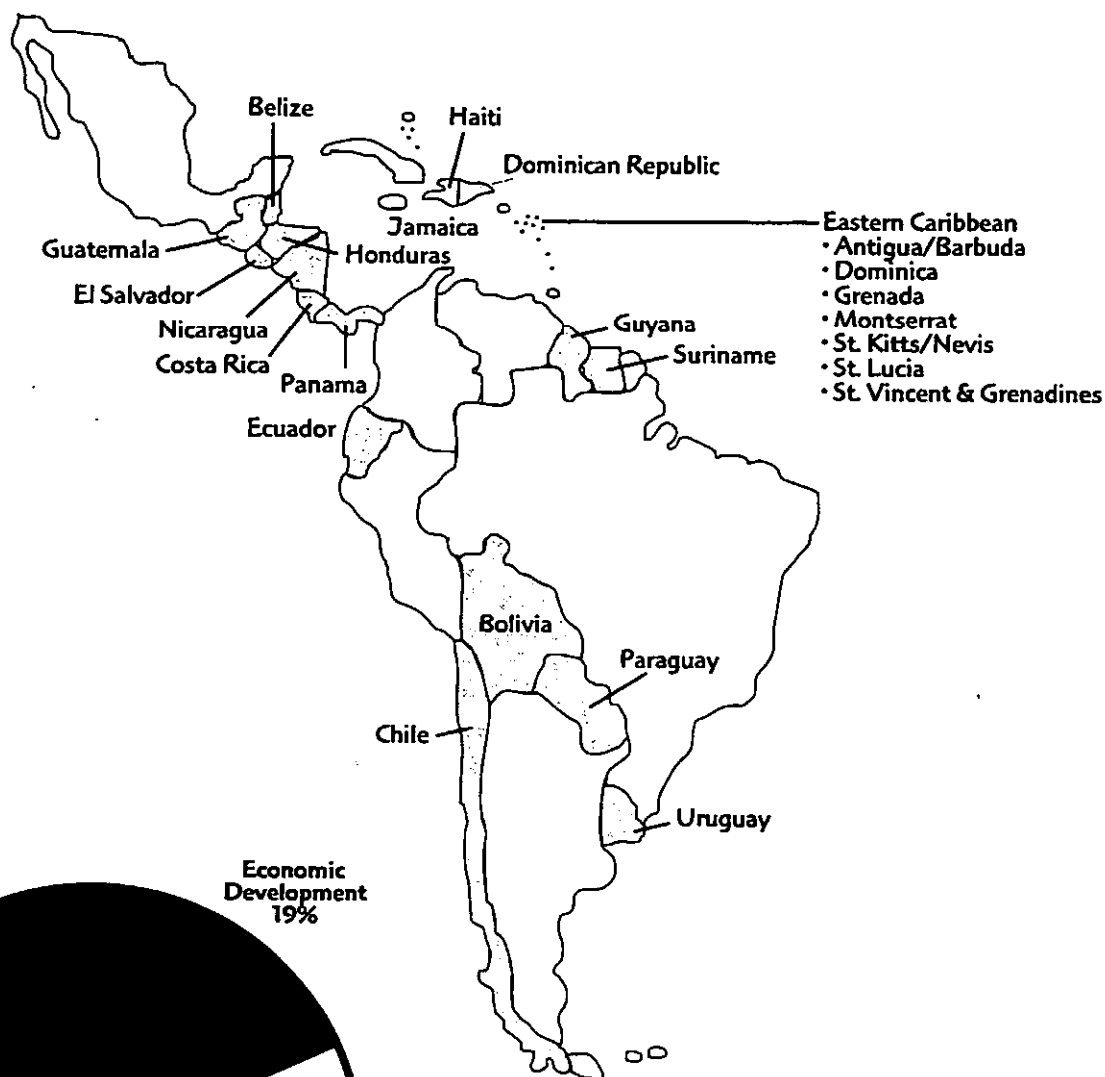 Belize
Haiti
Dominican Republic
Jamaica
Guatemala
Honduras
El Salvador
Nicaragua
Costa Rica
Panama
Ecuador
Eastern Caribbean
• Antigua/Barbuda
• Dominica
• Grenada
• Montserrat
• St. Kitts/Nevis
• St. Lucia
• St. Vincent & Grenadines
Guyana
Suriname
Bolivia
Paraguay
Chile
Uruguay
Economic
Development
19%